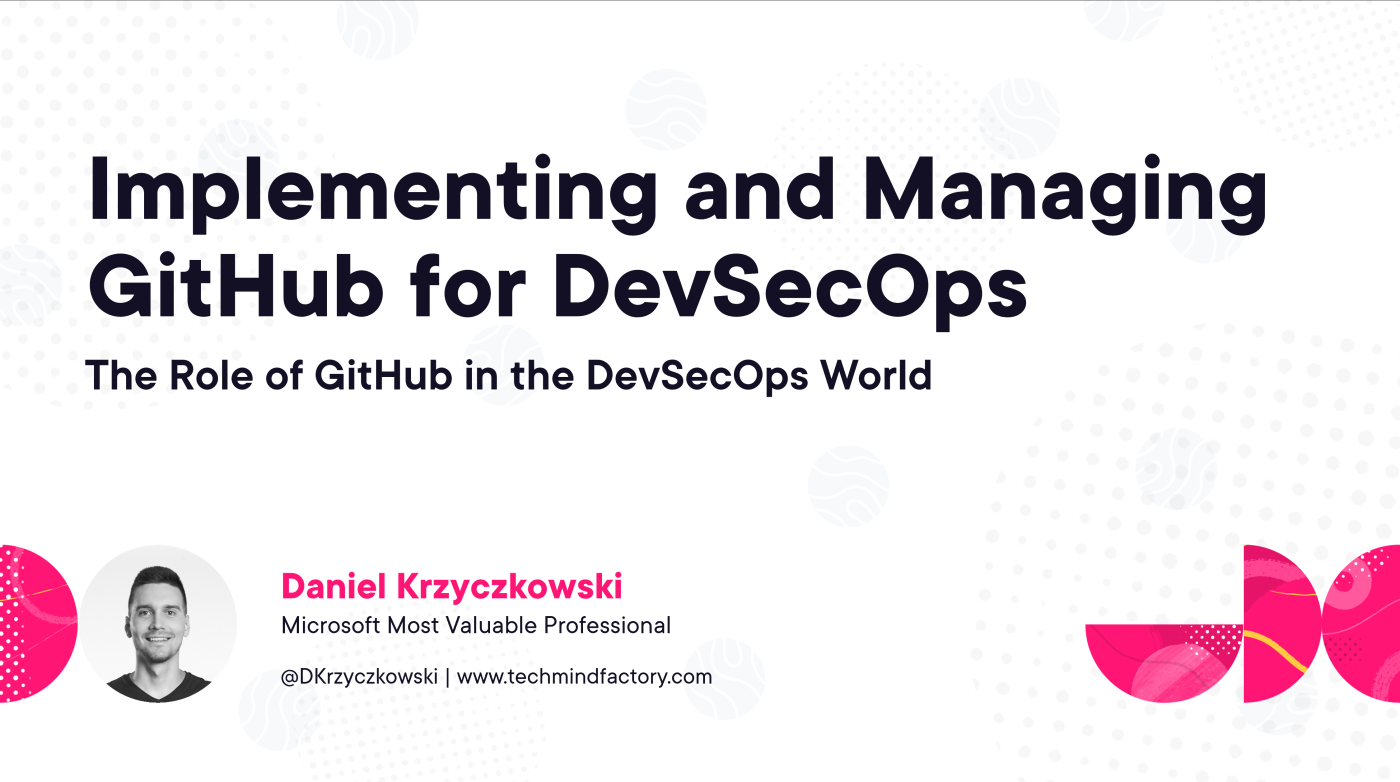 Implementing and Managing
GitHub for DevSecOps
The Role of GitHub in the DevSecOps World
Daniel Krzyczkowski
Microsoft Most Valuable Professional
@DKrzyczkowski | www.techmindfactory.com